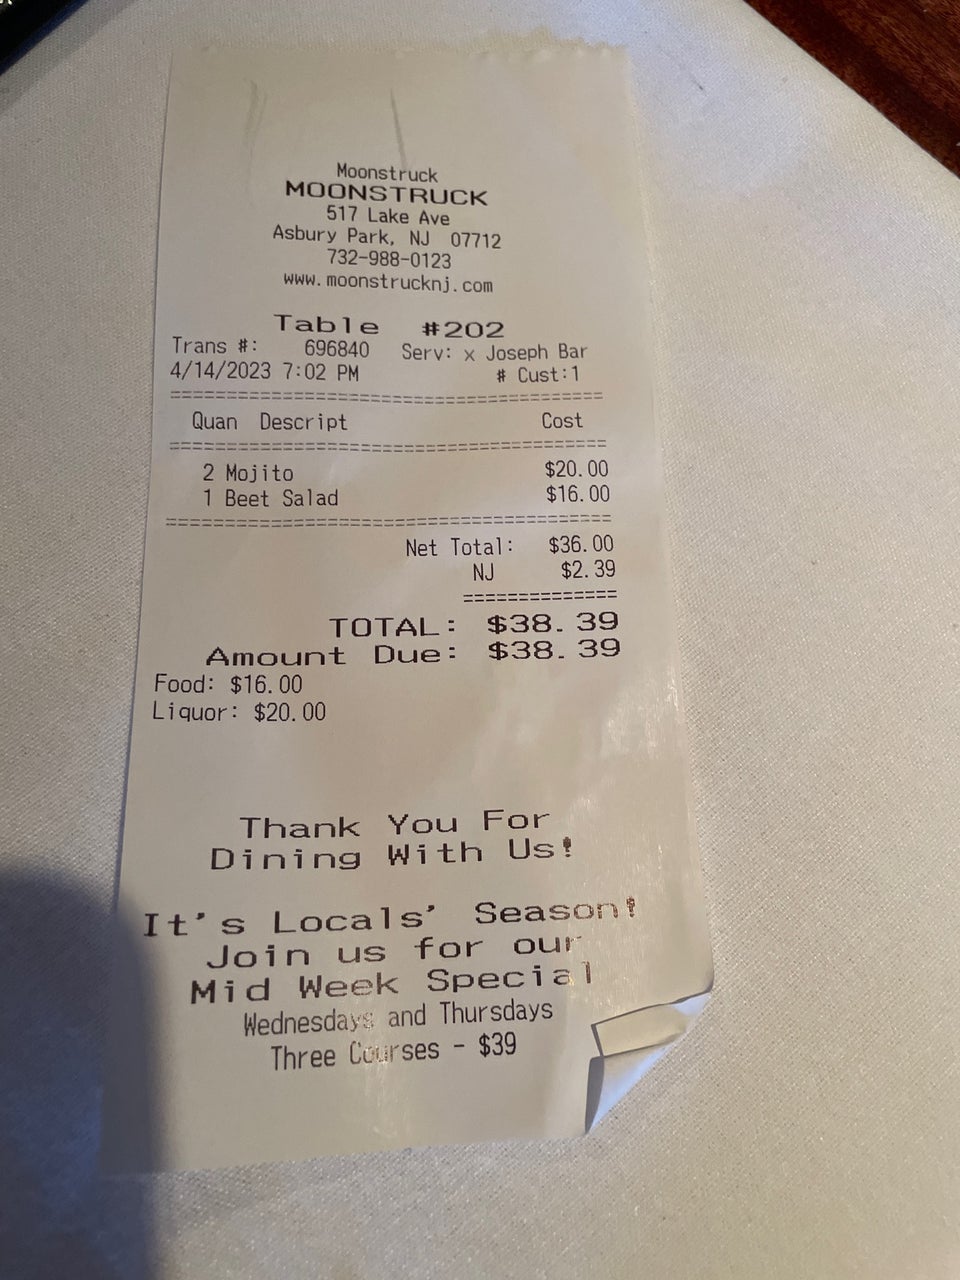 Moonstruck
MOONSTRUCK
517 Lake Ave
Asbury Park, NJ 07712
732-988-0123
www.moonstrucknj.com
Table #202
Trans #: 696840 Serv: x Joseph Bar
4/14/2023 7:02 PM # Cust:1
========================================
Quan Descript Cost
========================================
2 Mojito $20.00
1 Beet Salad $16.00
========================================
Net Total: $36.00
NJ $2.39
==============
TOTAL: $38.39
Amount Due: $38.39
Food: $16.00
Liquor: $20.00
Thank You For
Dining With Us!
It's Locals' Season!
Join us for our
Mid Week Special
Wednesdays and Thursdays
Three Courses - $39